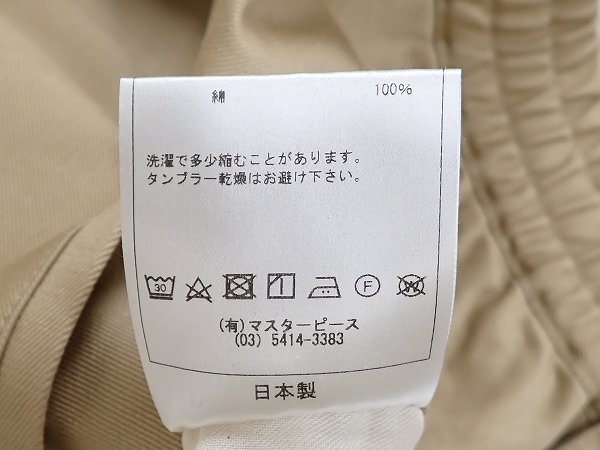 綿 100%
洗濯で多少縮むことがあります。
タンブラー乾燥はお避け下さい。
30 F W
(有)マスターピース
(03) 5414-3383
日本製